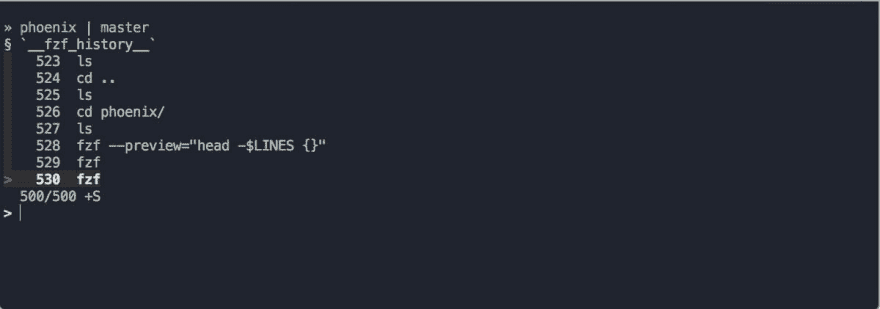 » phoenix | master
§ `__fzf_history__`
523 ls
524 cd ..
525 ls
526 cd phoenix/
527 ls
528 fzf --preview="head -$LINES {}"
529 fzf
> 530 fzf
500/500 +S
>